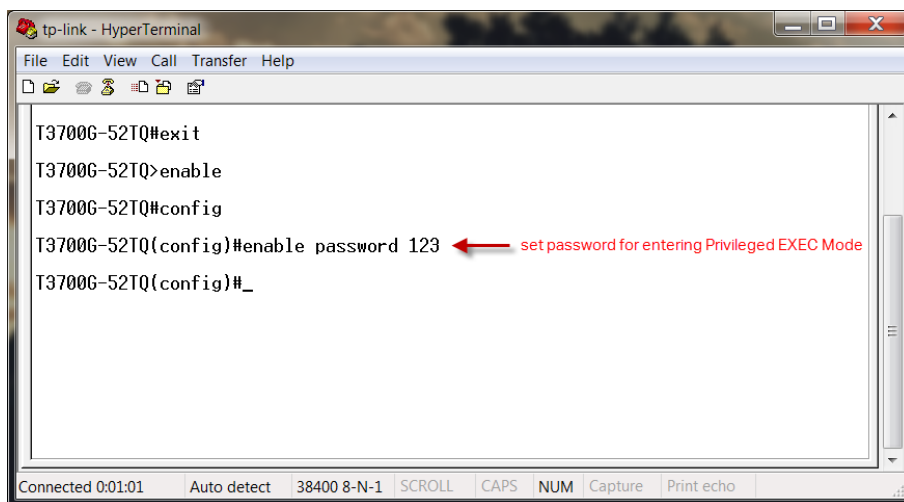 tp-link - HyperTerminal
File Edit View Call Transfer Help
T3700G-52TQ#exit
T3700G-52TQ>enable
T3700G-52TQ#config
T3700G-52TQ(config)#enable password 123 set password for entering Privileged EXEC Mode
T3700G-52TQ(config)#_
Connected 0:01:01 Auto detect 38400 8-N-1 SCROLL CAPS NUM Capture Print echo